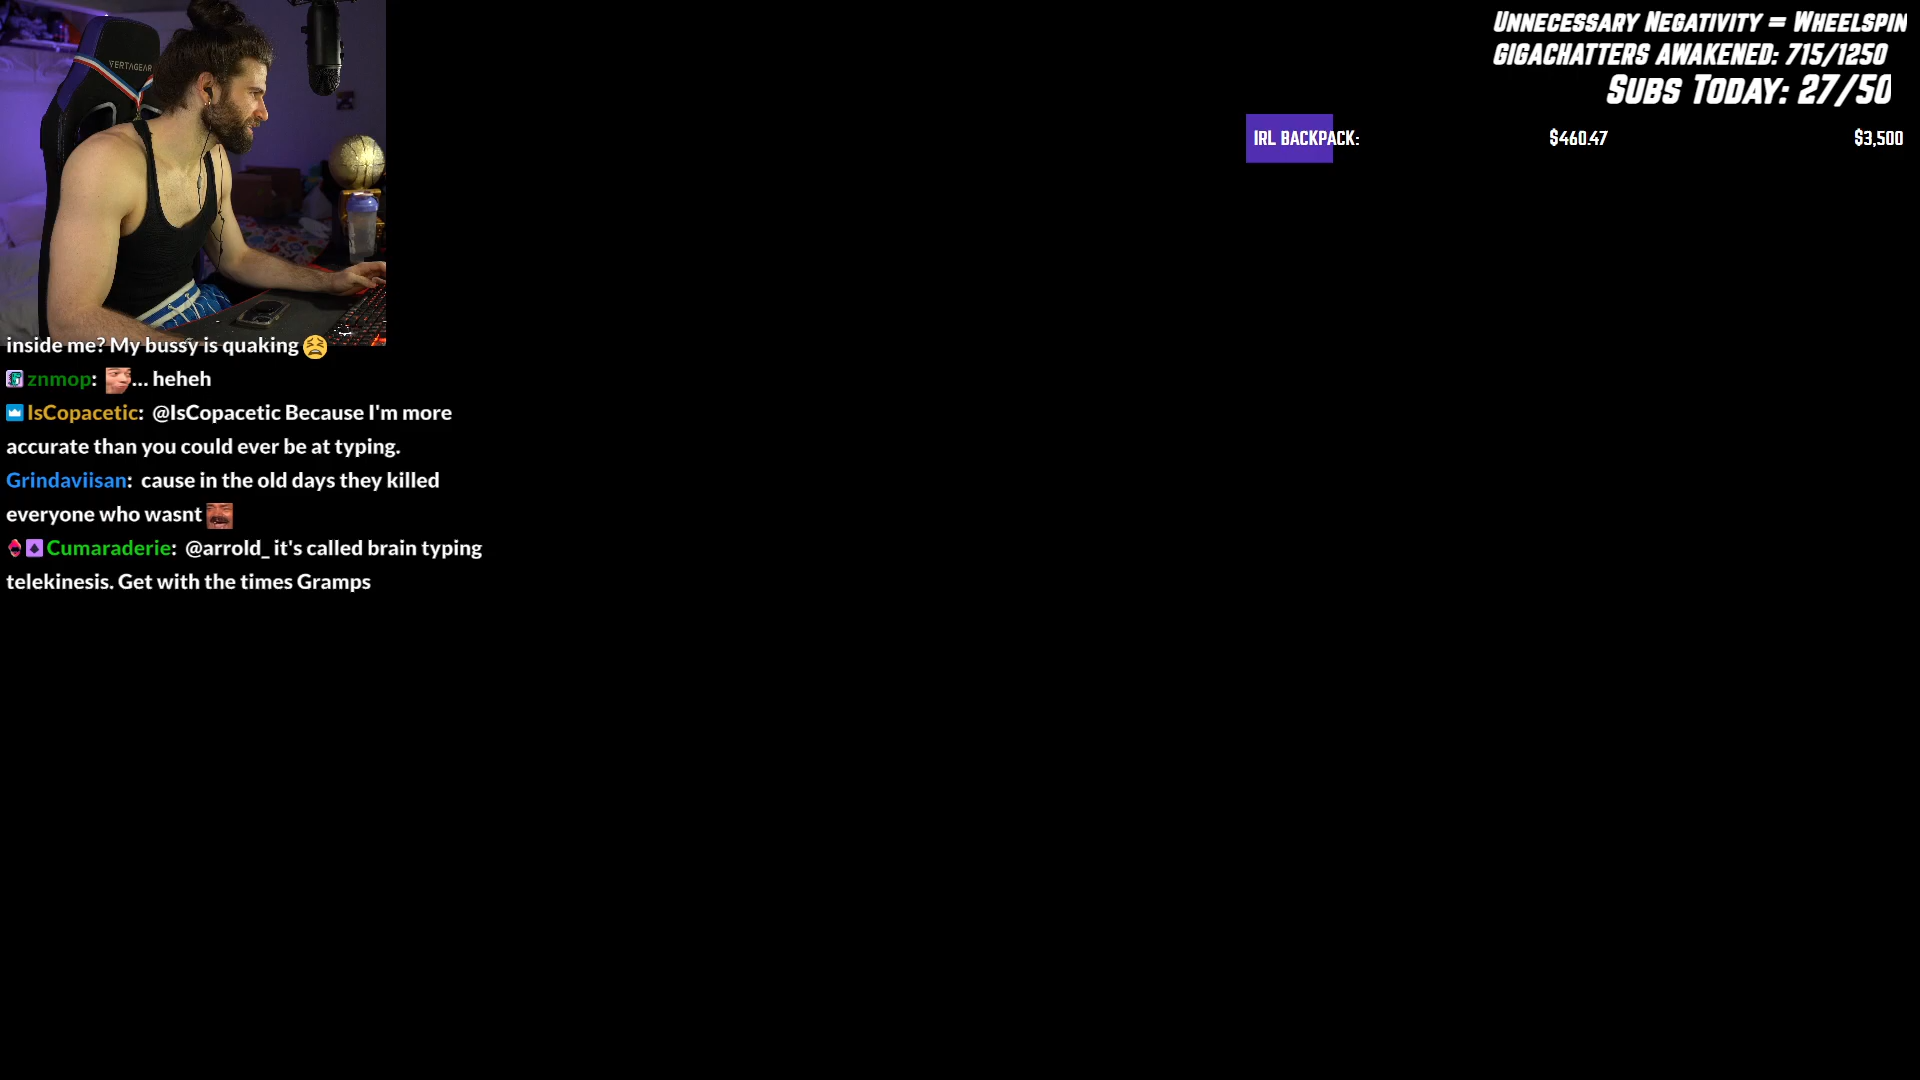 UNNECESSARY NEGATIVITY = WHEELSPIN
GIGACHATTERS AWAKENED: 715/1250
SUBS TODAY: 27/50
IRL BACKPACK: $460.47 $3,500
VERTAGEAR
inside me? My bussy is quaking
znmop: ... heheh
IsCopacetic: @IsCopacetic Because I'm more
accurate than you could ever be at typing.
Grindaviisan: cause in the old days they killed
everyone who wasnt
Cumaraderie: @arrold_ it's called brain typing
telekinesis. Get with the times Gramps